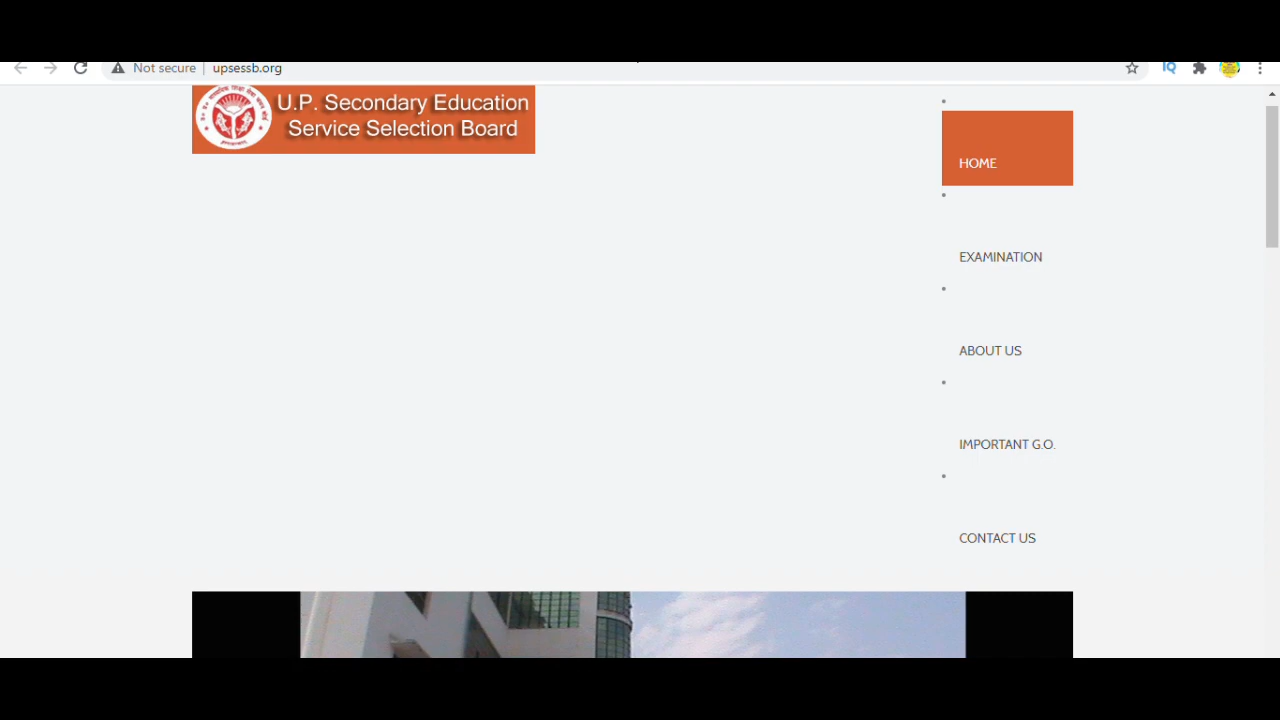 Not secure | upsessb.org
U.P. Secondary Education
Service Selection Board
HOME
EXAMINATION
ABOUT US
IMPORTANT G.O.
CONTACT US